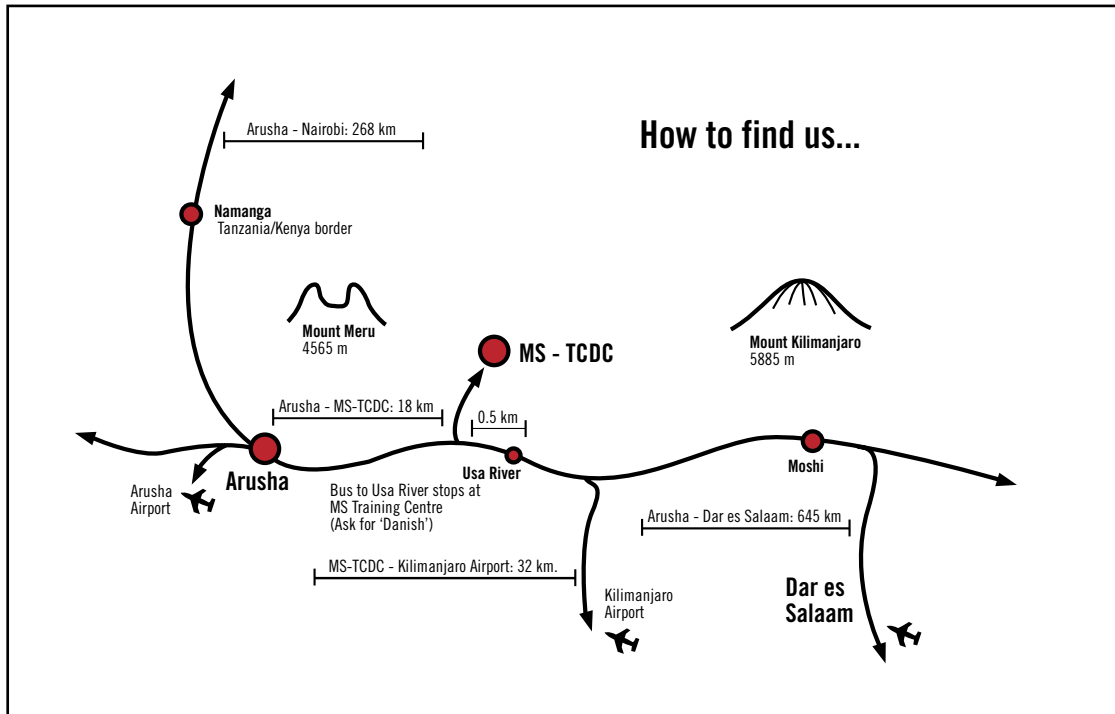 How to find us...
Arusha - Nairobi: 268 km
Namanga
Tanzania/Kenya border
Mount Meru
4565 m
MS - TCDC
Mount Kilimanjaro
5885 m
Arusha - MS-TCDC: 18 km
0.5 km
Usa River
Moshi
Arusha
Arusha
Airport
Bus to Usa River stops at
MS Training Centre
(Ask for ‘Danish’)
Arusha - Dar es Salaam: 645 km
MS-TCDC - Kilimanjaro Airport: 32 km.
Kilimanjaro
Airport
Dar es
Salaam